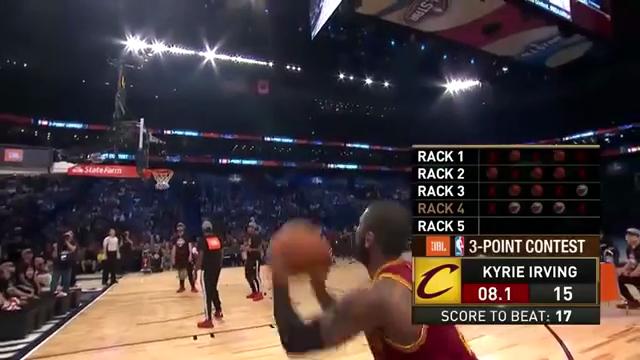 RACK 1
RACK 2
RACK 3
RACK 4
RACK 5
JBL 3-POINT CONTEST
C KYRIE IRVING
08.1 15
SCORE TO BEAT: 17
JBL
State Farm